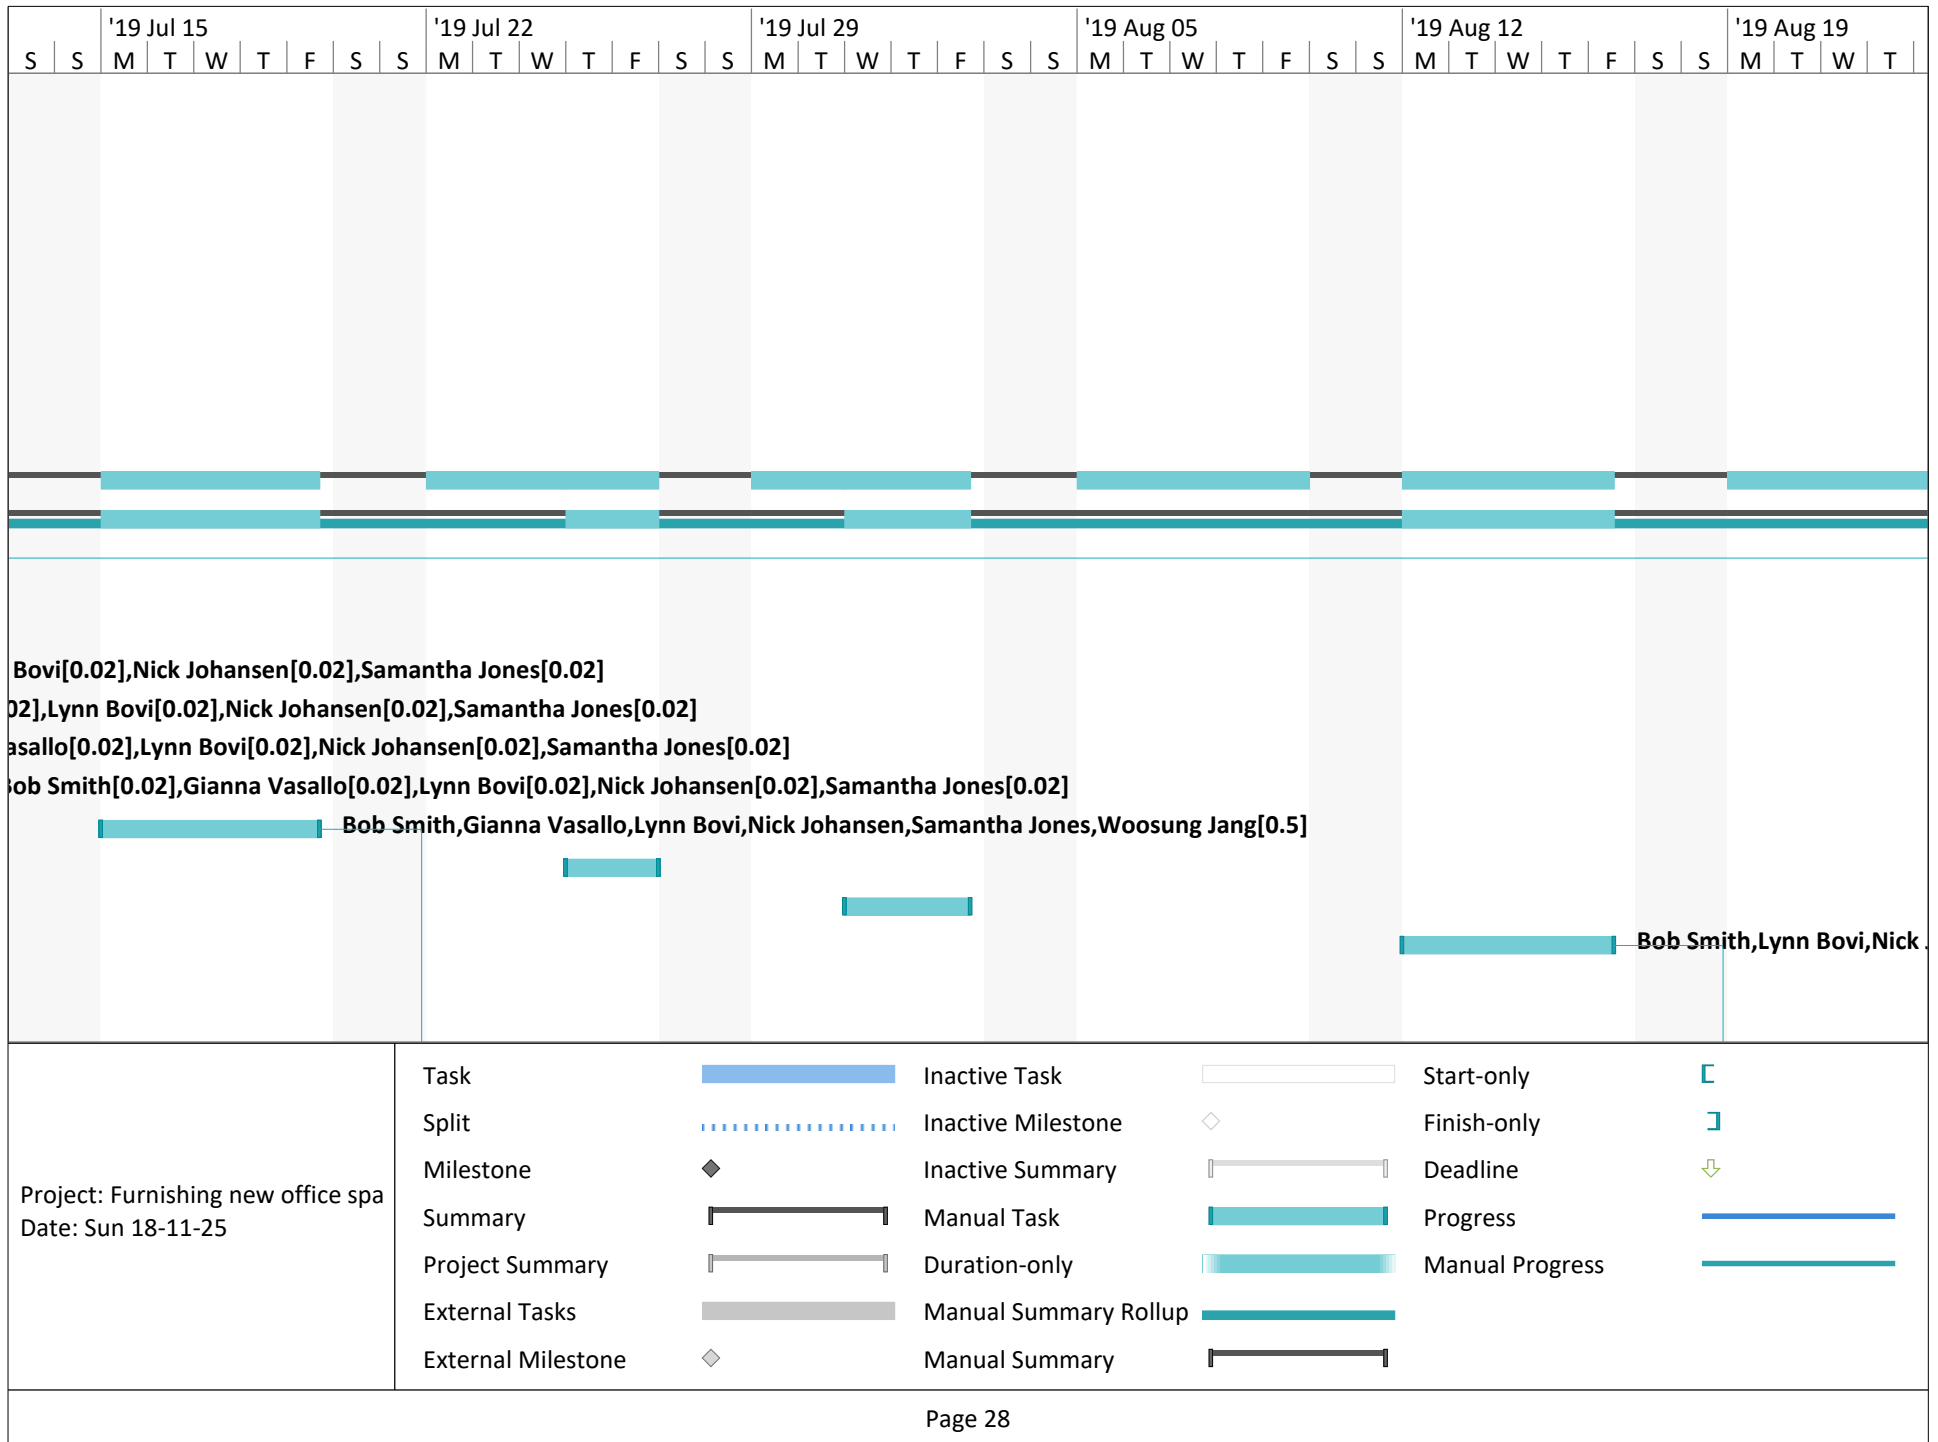 '19 Jul 15 '19 Jul 22 '19 Jul 29 '19 Aug 05 '19 Aug 12 '19 Aug 19
S S M T W T F S S M T W T F S S M T W T F S S M T W T F S S M T W T F S S M T W T
Bovi[0.02],Nick Johansen[0.02],Samantha Jones[0.02]
02],Lynn Bovi[0.02],Nick Johansen[0.02],Samantha Jones[0.02]
asallo[0.02],Lynn Bovi[0.02],Nick Johansen[0.02],Samantha Jones[0.02]
Bob Smith[0.02],Gianna Vasallo[0.02],Lynn Bovi[0.02],Nick Johansen[0.02],Samantha Jones[0.02]
Bob Smith,Gianna Vasallo,Lynn Bovi,Nick Johansen,Samantha Jones,Woosung Jang[0.5]
Bob Smith,Lynn Bovi,Nick
Project: Furnishing new office spa
Date: Sun 18-11-25
Task
Split
Milestone
Summary
Project Summary
External Tasks
External Milestone
Inactive Task
Inactive Milestone
Inactive Summary
Manual Task
Duration-only
Manual Summary Rollup
Manual Summary
Start-only
Finish-only
Deadline
Progress
Manual Progress
Page 28